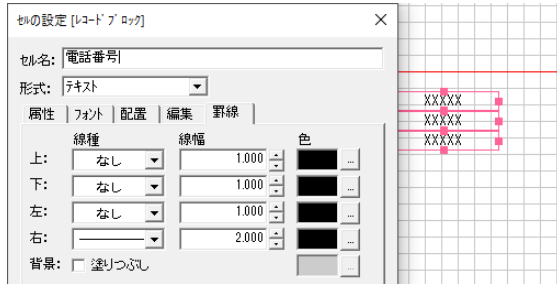 セルの設定 [レコードブロック]
セル名: 電話番号
形式: テキスト
属性 フォント 配置 編集 罫線
線種 線幅 色
上: なし 1.000 ...
下: なし 1.000 ...
左: なし 1.000 ...
右: 2.000 ...
背景: 塗りつぶし ...
XXXXX
XXXXX
XXXXX